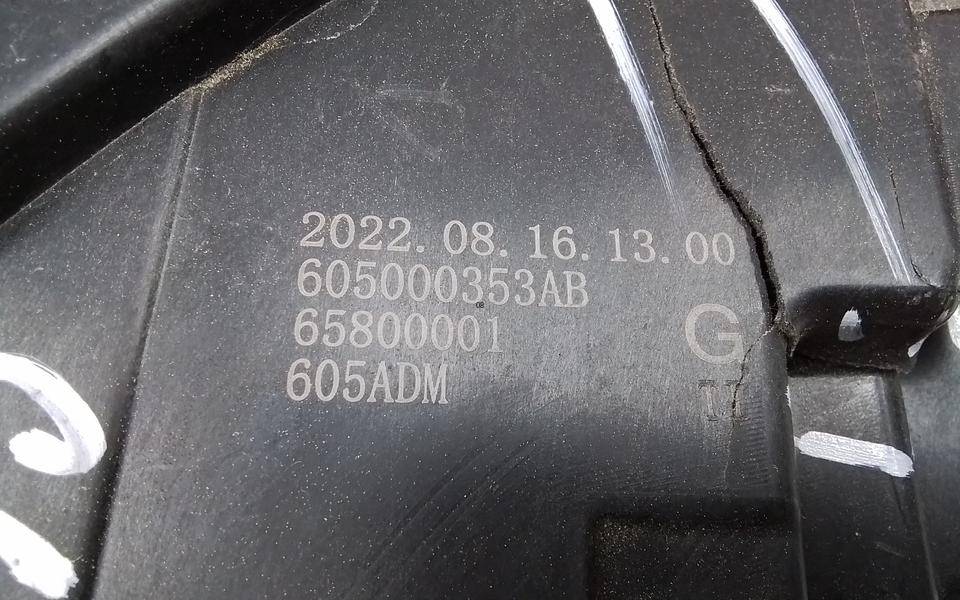 2022. 08. 16. 13. 00
605000353AB
65800001
G
605ADM